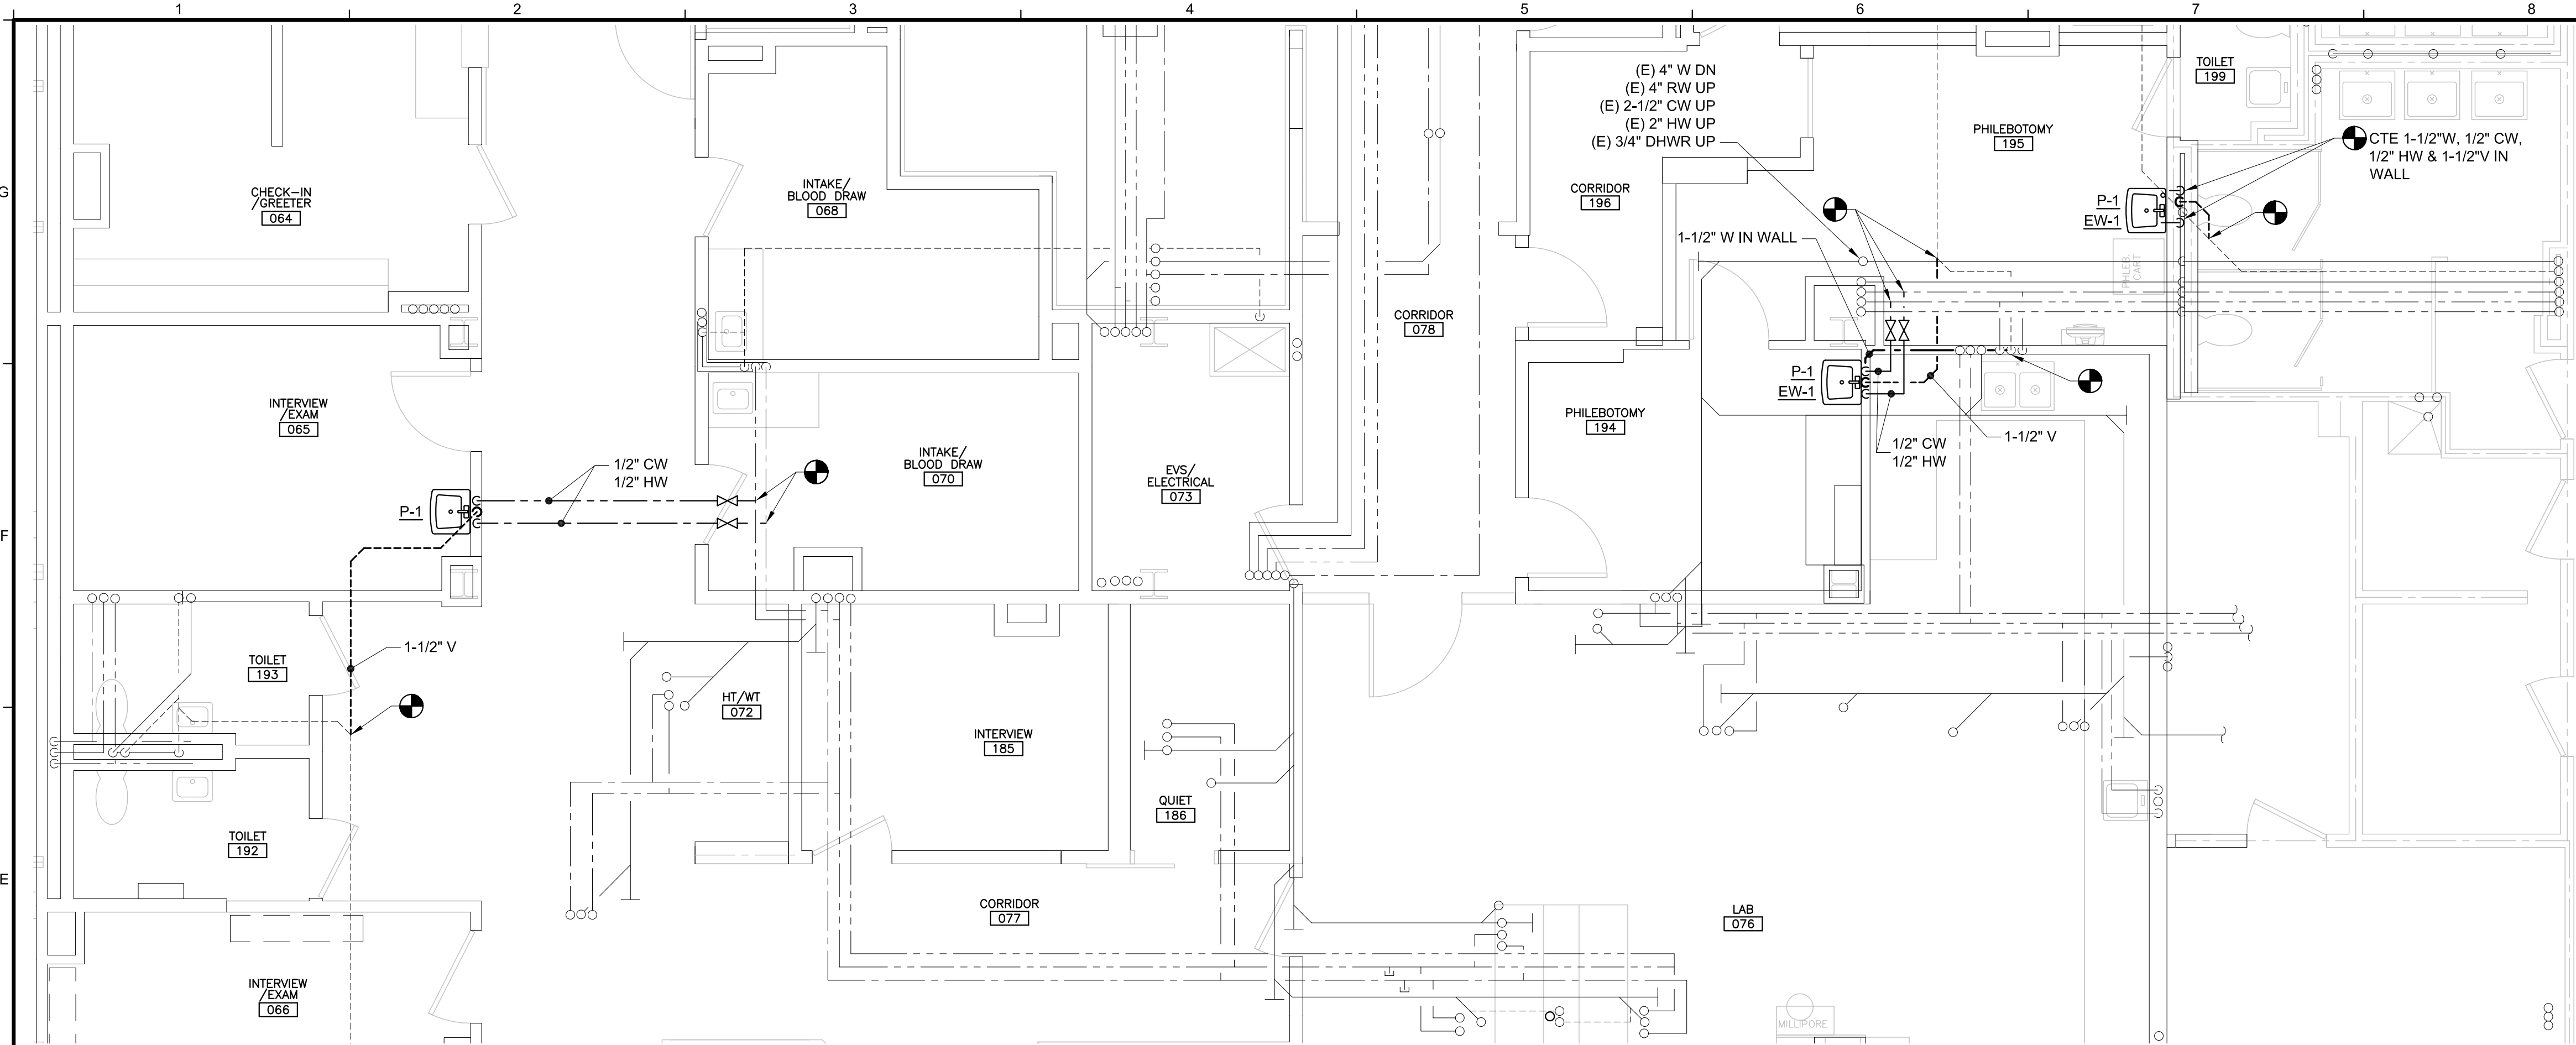 1 2 3 4 5 6 7 8
G
F
E
CHECK-IN
/GREETER
064
INTAKE/
BLOOD DRAW
068
(E) 4" W DN
(E) 4" RW UP
(E) 2-1/2" CW UP
(E) 2" HW UP
(E) 3/4" DHWR UP
CORRIDOR
196
PHILEBOTOMY
195
TOILET
199
CTE 1-1/2"W, 1/2" CW,
1/2" HW & 1-1/2"V IN
WALL
P-1
EW-1
1-1/2" W IN WALL
PHLEB.
CART
CORRIDOR
078
INTERVIEW
/EXAM
065
P-1
1/2" CW
1/2" HW
INTAKE/
BLOOD DRAW
070
EVS/
ELECTRICAL
073
PHILEBOTOMY
194
P-1
EW-1
1/2" CW
1/2" HW
1-1/2" V
TOILET
193
1-1/2" V
HT/WT
072
INTERVIEW
185
QUIET
186
TOILET
192
CORRIDOR
077
LAB
076
INTERVIEW
/EXAM
066
MILLIPORE